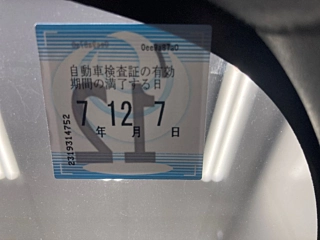 自動車検査証の有効
期間の満了する日
7 12 7
年 月 日
2319314752